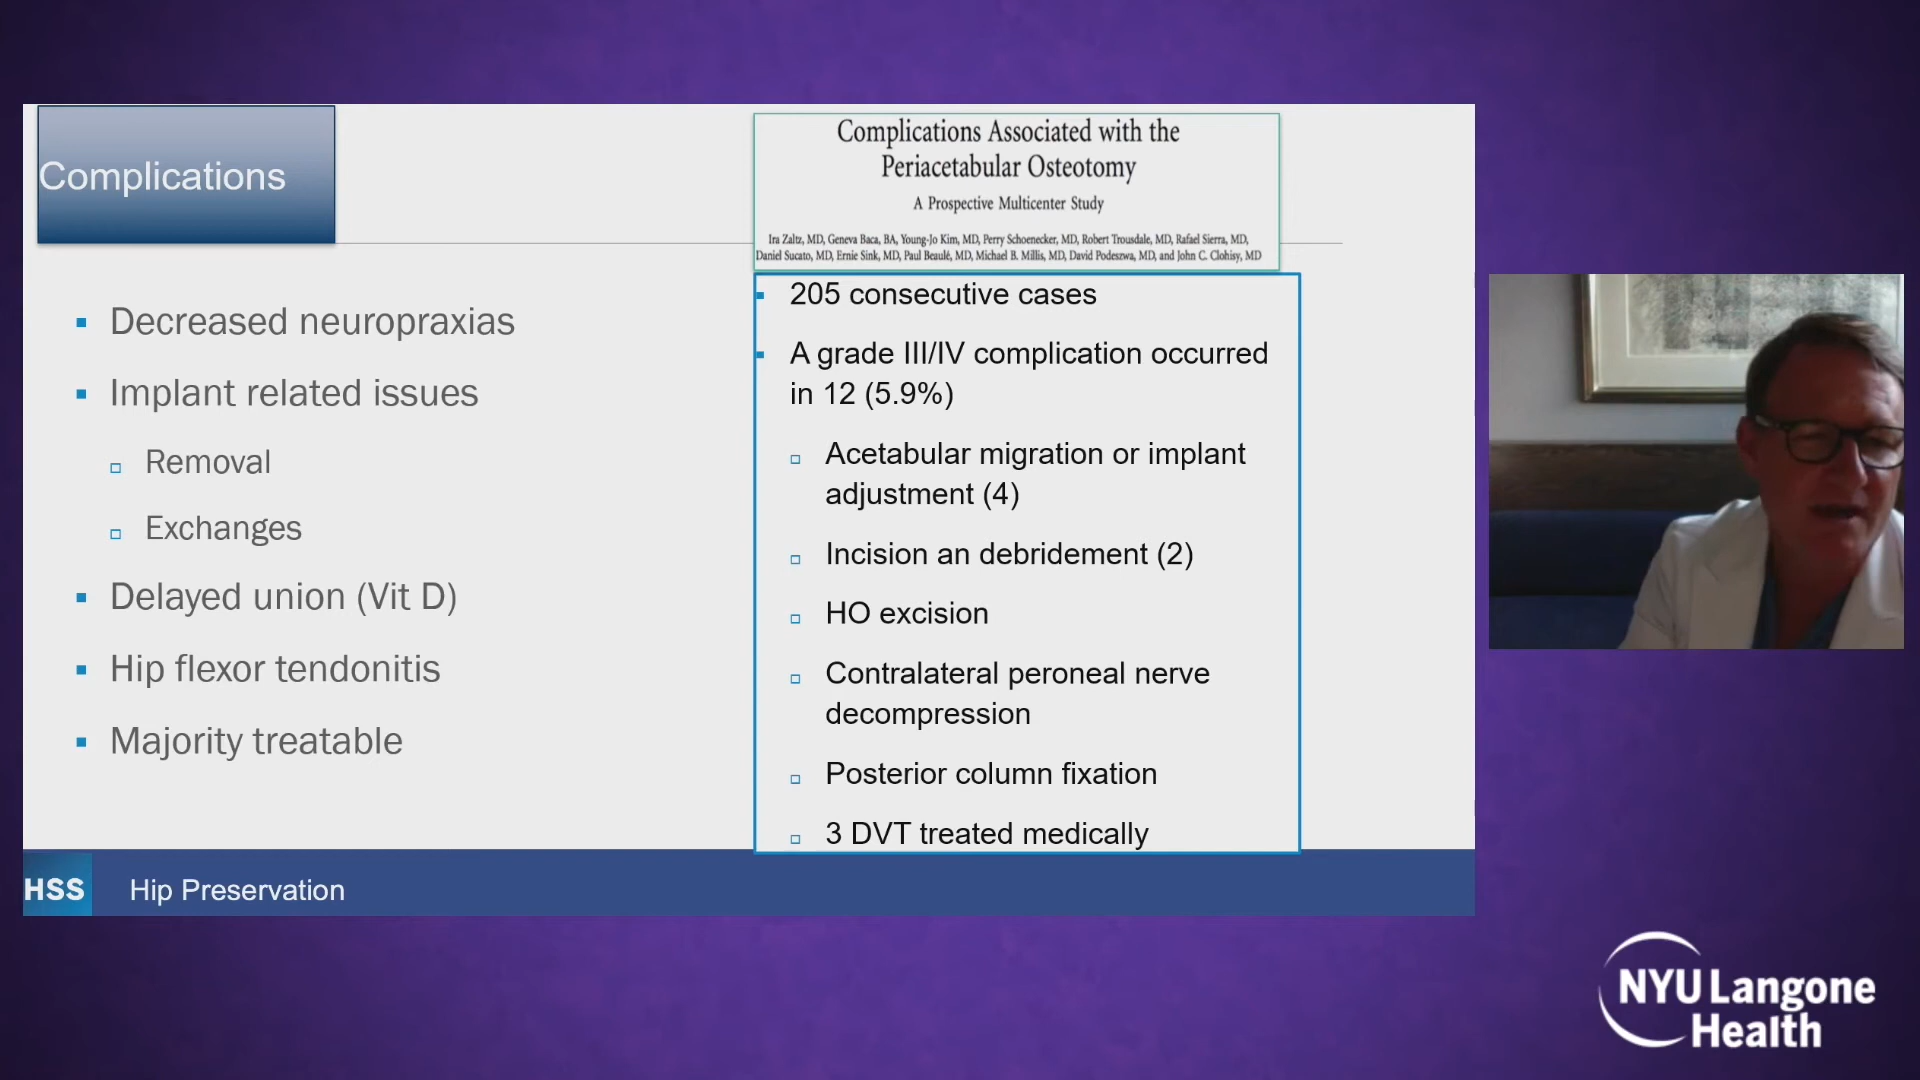 Complications
Complications Associated with the
Periacetabular Osteotomy
A Prospective Multicenter Study
Ira Zaltz, MD, Geneva Baca, BA, Young-Jo Kim, MD, Perry Schoenecker, MD, Robert Trousdale, MD, Rafael Sierra, MD,
Daniel Sucato, MD, Ernie Sink, MD, Paul Beaulé, MD, Michael B. Millis, MD, David Podeszwa, MD, and John C. Clohisy, MD
Decreased neuropraxias
Implant related issues
Removal
Exchanges
Delayed union (Vit D)
Hip flexor tendonitis
Majority treatable
205 consecutive cases
A grade III/IV complication occurred
in 12 (5.9%)
Acetabular migration or implant
adjustment (4)
Incision an debridement (2)
HO excision
Contralateral peroneal nerve
decompression
Posterior column fixation
3 DVT treated medically
HSS Hip Preservation
NYU Langone
Health